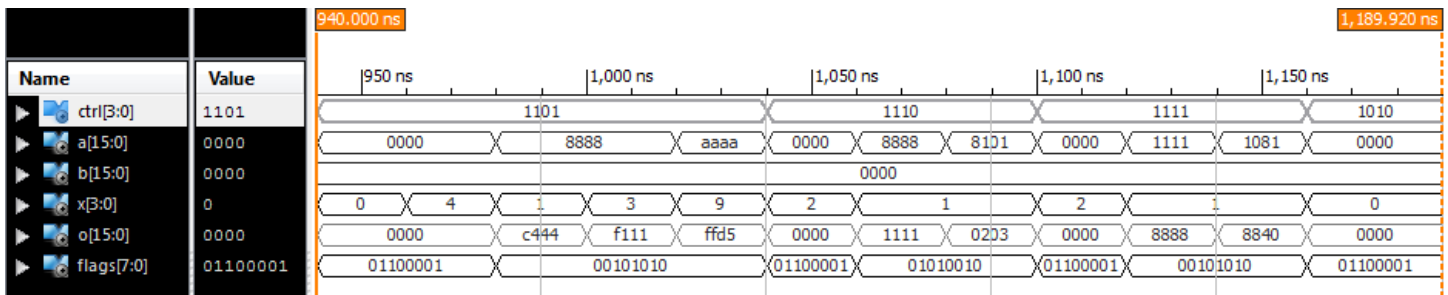 940.000 ns 1,189.920 ns
Name Value |950 ns |1,000 ns |1,050 ns |1,100 ns |1,150 ns
ctrl[3:0] 1101 1101 1110 1111 1010
a[15:0] 0000 0000 8888 aaaa 0000 8888 8101 0000 1111 1081 0000
b[15:0] 0000 0000
x[3:0] 0 0 4 1 3 9 2 1 2 1 0
o[15:0] 0000 0000 c444 f111 ffd5 0000 1111 0203 0000 8888 8840 0000
flags[7:0] 01100001 01100001 00101010 01100001 01010010 01100001 00101010 01100001